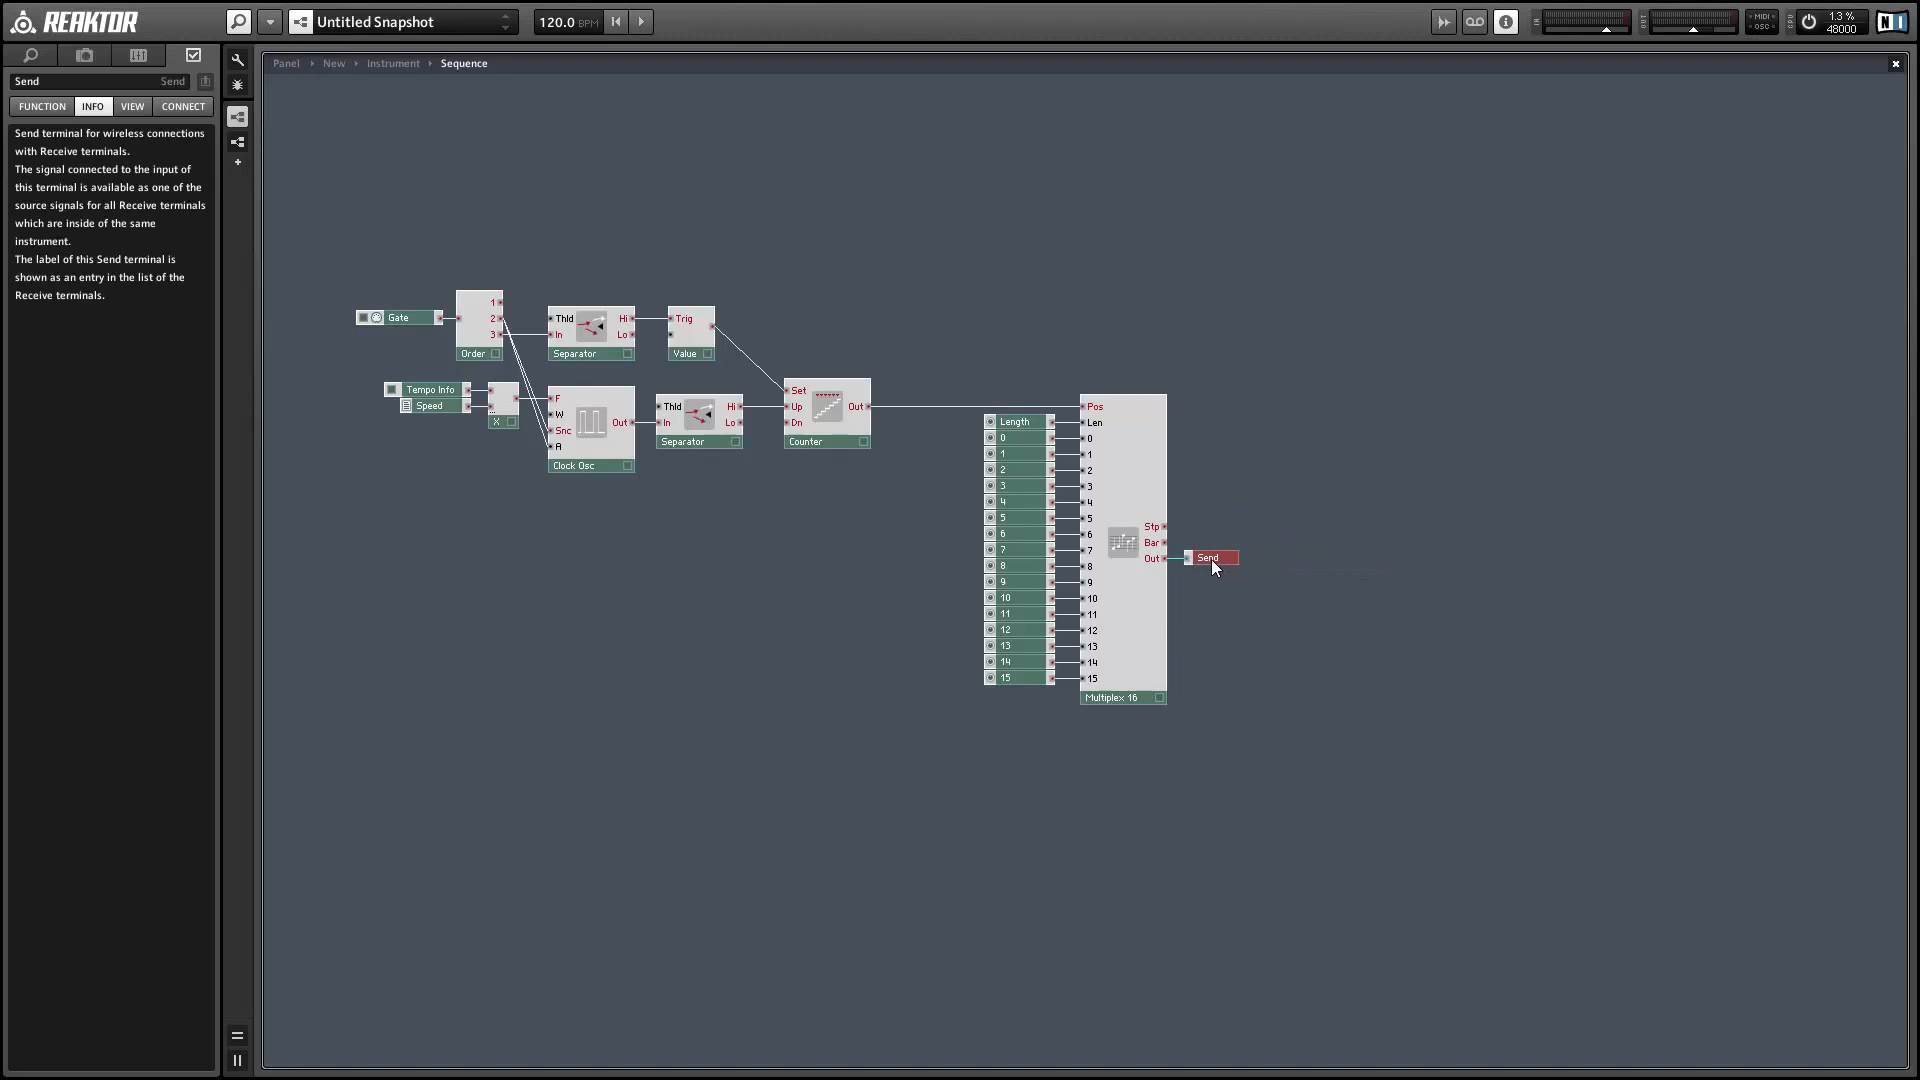 REAKTOR
Untitled Snapshot
120.0 BPM
MIDI
OSC
1.3 %
48000
Panel
New
Instrument
Sequence
Send
Send
FUNCTION
INFO
VIEW
CONNECT
Send terminal for wireless connections
with Receive terminals.
The signal connected to the input of
this terminal is available as one of the
source signals for all Receive terminals
which are inside of the same
instrument.
The label of this Send terminal is
shown as an entry in the list of the
Receive terminals.
Gate
1
2
3
Order
Thld
Hi
In
Lo
Separator
Trig
Value
Tempo Info
Speed
X
F
W
Snc
A
Out
Clock Osc
Thld
Hi
In
Lo
Separator
Set
Up
Dn
Out
Counter
Length
0
1
2
3
4
5
6
7
8
9
10
11
12
13
14
15
Pos
Len
0
1
2
3
4
5
6
7
8
9
10
11
12
13
14
15
Stp
Bar
Out
Multiplex 16
Send